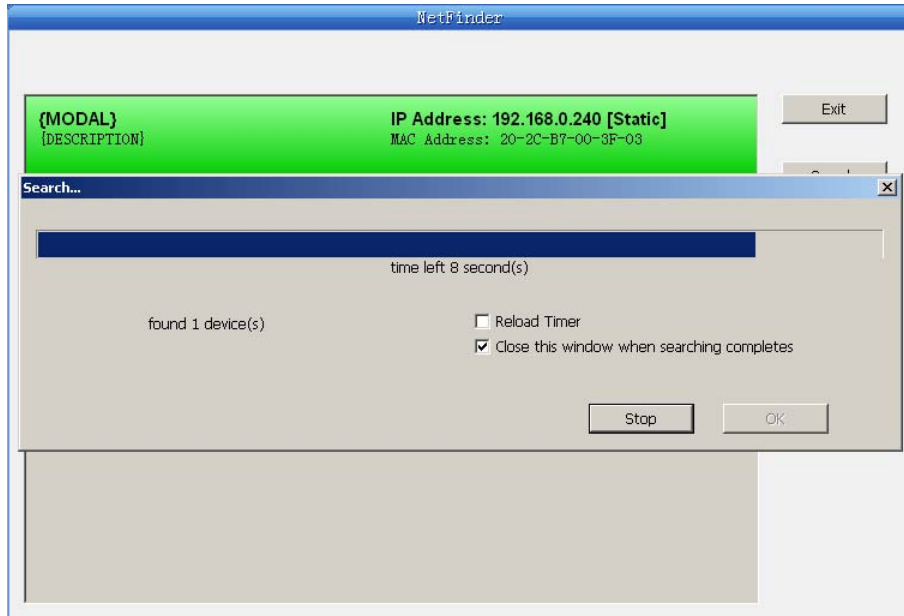 NetFinder
{MODAL}
IP Address: 192.168.0.240 [Static]
Exit
{DESCRIPTION}
MAC Address: 20-2C-B7-00-3F-03
Search...
time left 8 second(s)
found 1 device(s)
Reload Timer
Close this window when searching completes
Stop
OK